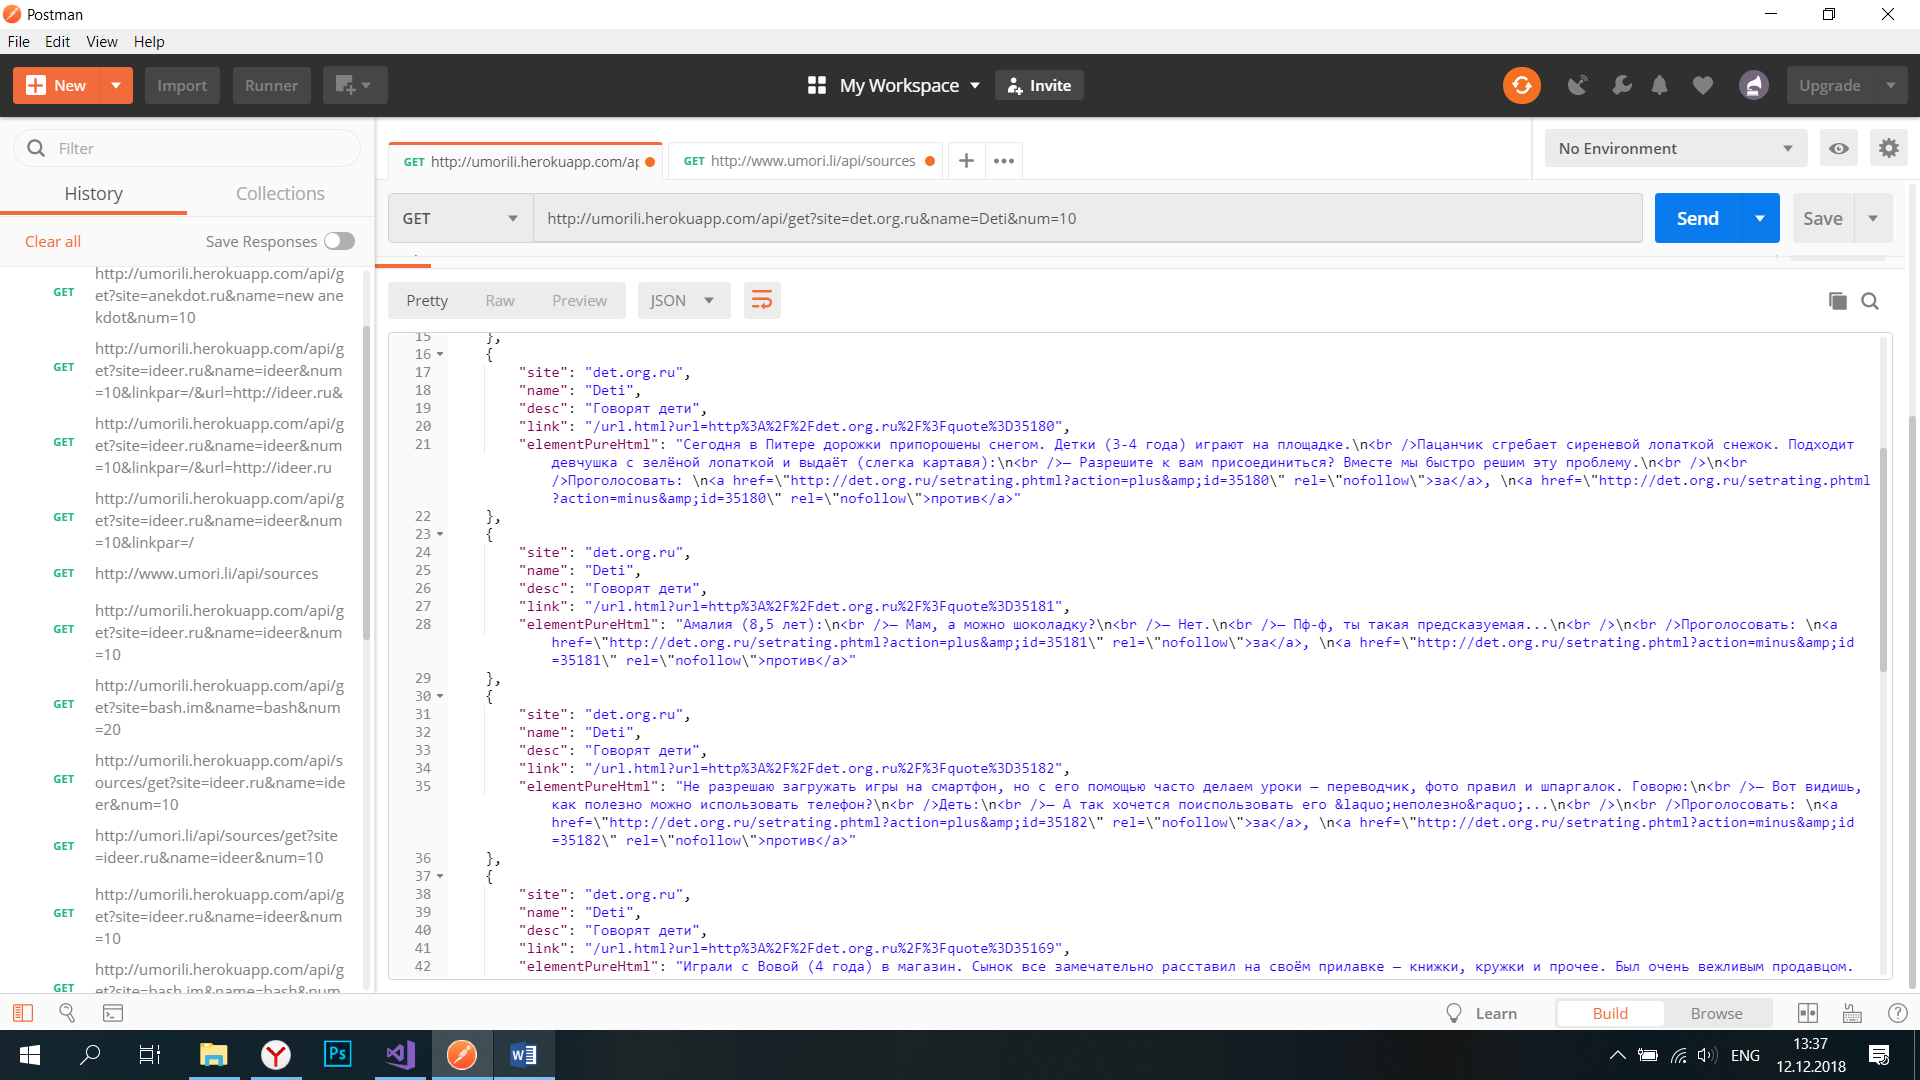 Postman
File Edit View Help
New Import Runner My Workspace Invite Upgrade
Filter
History Collections
Clear all Save Responses
GET http://umorili.herokuapp.com/api/g
et?site=anekdot.ru&name=new ane
kdot&num=10
GET http://umorili.herokuapp.com/api/g
et?site=ideer.ru&name=ideer&num
=10&linkpar=/&url=http://ideer.ru&
GET http://umorili.herokuapp.com/api/g
et?site=ideer.ru&name=ideer&num
=10&linkpar=/&url=http://ideer.ru
GET http://umorili.herokuapp.com/api/g
et?site=ideer.ru&name=ideer&num
=10&linkpar=/
GET http://www.umori.li/api/sources
GET http://umorili.herokuapp.com/api/g
et?site=ideer.ru&name=ideer&num
=10
GET http://umorili.herokuapp.com/api/g
et?site=bash.im&name=bash&num
=20
GET http://umorili.herokuapp.com/api/s
ources/get?site=ideer.ru&name=ide
er&num=10
GET http://umori.li/api/sources/get?site
=ideer.ru&name=ideer&num=10
GET http://umorili.herokuapp.com/api/g
et?site=ideer.ru&name=ideer&num
=10
GET http://umorili.herokuapp.com/api/g
et?site=bash.im&name=bash&num
GET http://umorili.herokuapp.com/ap GET http://www.umori.li/api/sources
No Environment
GET http://umorili.herokuapp.com/api/get?site=det.org.ru&name=Deti&num=10 Send Save
Pretty Raw Preview JSON
15 },
16 {
17 "site": "det.org.ru",
18 "name": "Deti",
19 "desc": "Говорят дети",
20 "link": "/url.html?url=http%3A%2F%2Fdet.org.ru%2F%3Fquote%3D35180",
21 "elementPureHtml": "Сегодня в Питере дорожки припорошены снегом. Детки (3-4 года) играют на площадке.\n<br />Пацанчик сгребает сиреневой лопаткой снежок. Подходит
девчушка с зелёной лопаткой и выдаёт (слегка картавя):\n<br />— Разрешите к вам присоединиться? Вместе мы быстро решим эту проблему.\n<br />\n<br
/>Проголосовать: \n<a href=\"http://det.org.ru/setrating.phtml?action=plus&amp;id=35180\" rel=\"nofollow\">за</a>, \n<a href=\"http://det.org.ru/setrating.phtml
?action=minus&amp;id=35180\" rel=\"nofollow\">против</a>"
22 },
23 {
24 "site": "det.org.ru",
25 "name": "Deti",
26 "desc": "Говорят дети",
27 "link": "/url.html?url=http%3A%2F%2Fdet.org.ru%2F%3Fquote%3D35181",
28 "elementPureHtml": "Амалия (8,5 лет):\n<br />— Мам, а можно шоколадку?\n<br />— Нет.\n<br />— Пф-ф, ты такая предсказуемая...\n<br />\n<br />Проголосовать: \n<a
href=\"http://det.org.ru/setrating.phtml?action=plus&amp;id=35181\" rel=\"nofollow\">за</a>, \n<a href=\"http://det.org.ru/setrating.phtml?action=minus&amp;id
=35181\" rel=\"nofollow\">против</a>"
29 },
30 {
31 "site": "det.org.ru",
32 "name": "Deti",
33 "desc": "Говорят дети",
34 "link": "/url.html?url=http%3A%2F%2Fdet.org.ru%2F%3Fquote%3D35182",
35 "elementPureHtml": "Не разрешаю загружать игры на смартфон, но с его помощью часто делаем уроки — переводчик, фото правил и шпаргалок. Говорю:\n<br />— Вот видишь,
как полезно можно использовать телефон?\n<br />Деть:\n<br />— А так хочется поиспользовать его &laquo;неполезно&raquo;...\n<br />\n<br />Проголосовать: \n<a
href=\"http://det.org.ru/setrating.phtml?action=plus&amp;id=35182\" rel=\"nofollow\">за</a>, \n<a href=\"http://det.org.ru/setrating.phtml?action=minus&amp;id
=35182\" rel=\"nofollow\">против</a>"
36 },
37 {
38 "site": "det.org.ru",
39 "name": "Deti",
40 "desc": "Говорят дети",
41 "link": "/url.html?url=http%3A%2F%2Fdet.org.ru%2F%3Fquote%3D35169",
42 "elementPureHtml": "Играли с Вовой (4 года) в магазин. Сынок все замечательно расставил на своём прилавке — книжки, кружки и прочее. Был очень вежливым продавцом.
Learn Build Browse
Ps ENG 13:37
12.12.2018